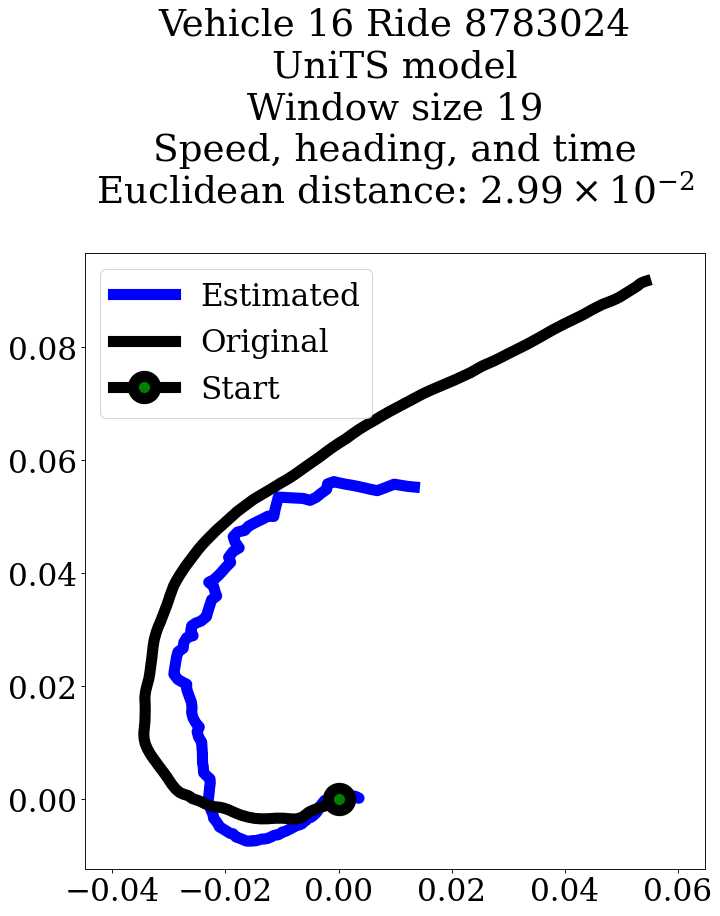 Vehicle 16 Ride 8783024
UniTS model
Window size 19
Speed, heading, and time
Euclidean distance: 2.99 × 10⁻²
Estimated
Original
Start
0.08
0.06
0.04
0.02
0.00
−0.04 −0.02 0.00 0.02 0.04 0.06